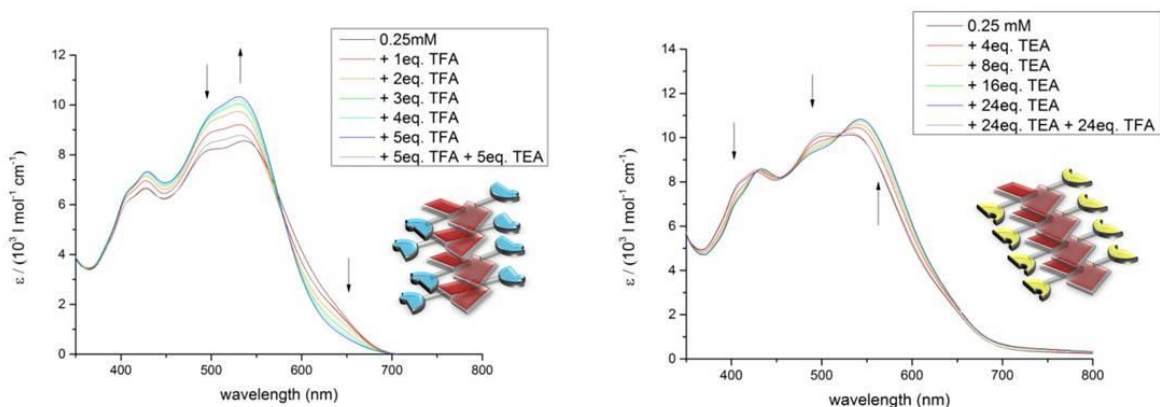 0.25mM
+ 1eq. TFA
+ 2eq. TFA
+ 3eq. TFA
+ 4eq. TFA
+ 5eq. TFA
+ 5eq. TFA + 5eq. TEA
12
10
8
6
4
2
0
400
500
600
700
800
ε / (10³ l mol⁻¹ cm⁻¹)
wavelength (nm)
0.25 mM
+ 4eq. TEA
+ 8eq. TEA
+ 16eq. TEA
+ 24eq. TEA
+ 24eq. TEA + 24eq. TFA
14
12
10
8
6
4
2
0
400
500
600
700
800
ε / (10³ l mol⁻¹ cm⁻¹)
wavelength (nm)